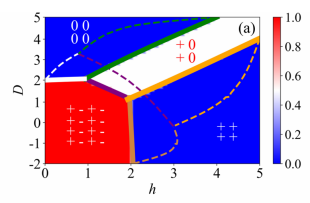 5
4
3
2
1
0
-1
-2
D
0 0
0 0
+ 0
+ 0
(a)
+ - + -
+ - + -
+ - + -
+ - + -
+ +
+ +
0 1 2 3 4 5
h
1.0
0.8
0.6
0.4
0.2
0.0